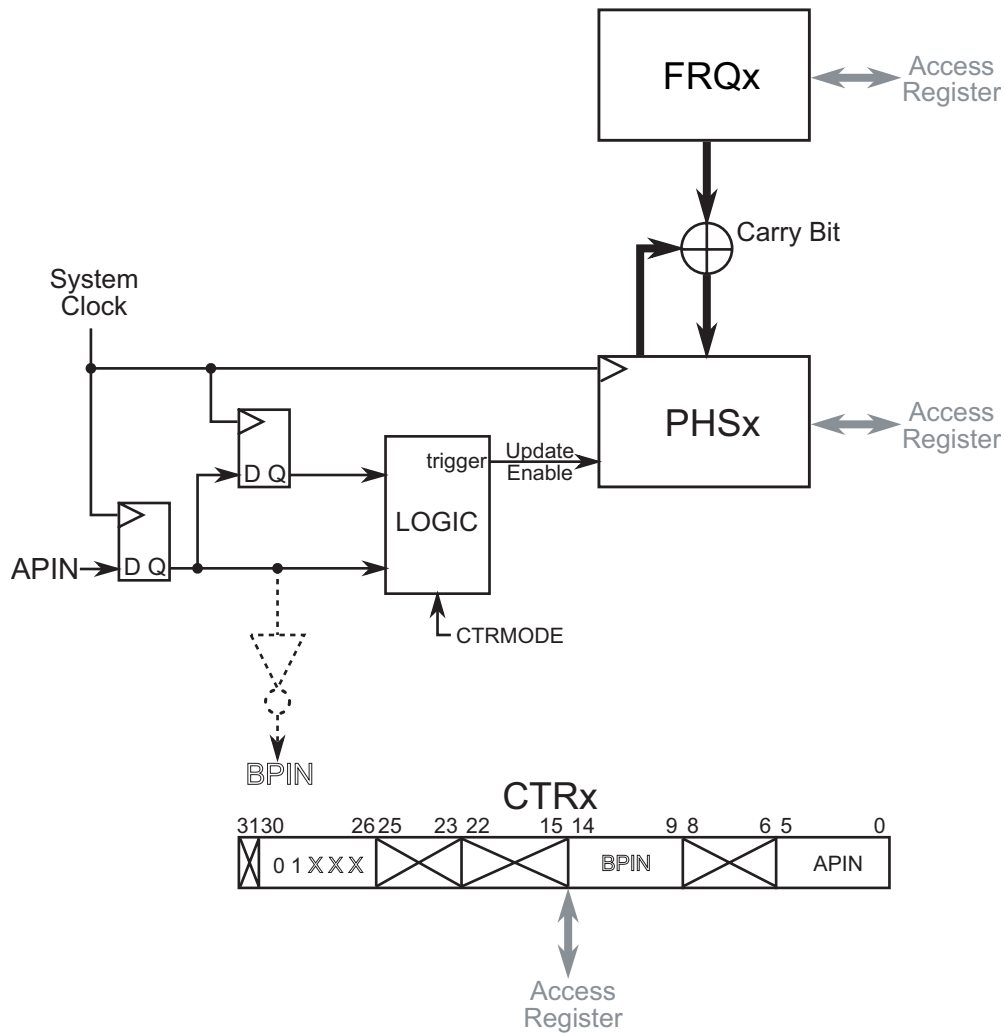 FRQx
Access
Register
Carry Bit
System
Clock
PHSx
Access
Register
trigger
Update
Enable
D Q
LOGIC
APIN
D Q
CTRMODE
BPIN
CTRx
31 30 26 25 23 22 15 14 9 8 6 5 0
0 1 X X X BPIN APIN
Access
Register